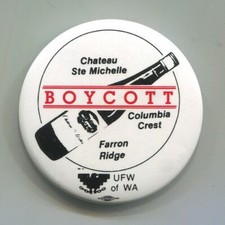 Chateau
Ste Michelle
BOYCOTT
Columbia
Crest
Farron
Ridge
UFW
of WA